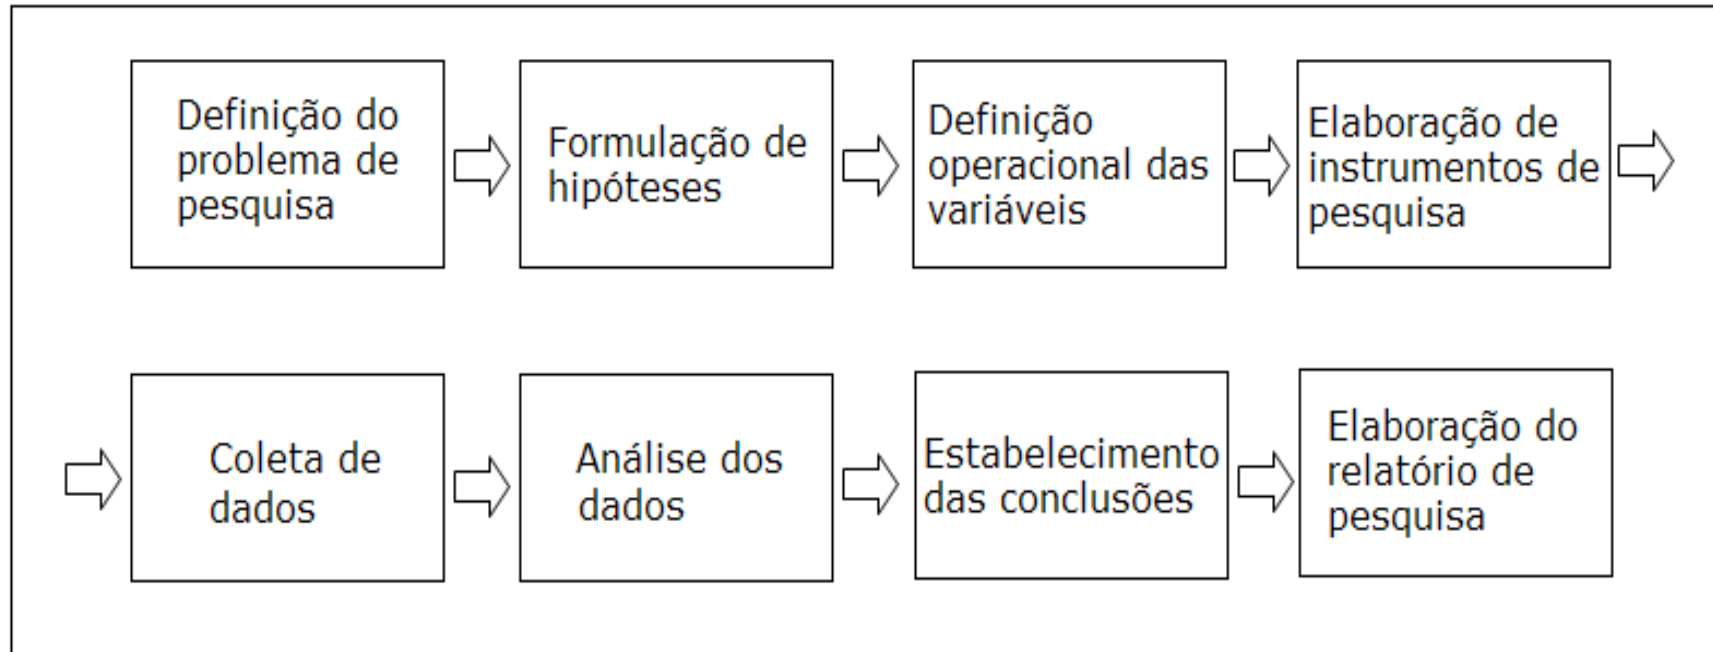 Definição do
problema de
pesquisa
Formulação de
hipóteses
Definição
operacional das
variáveis
Elaboração de
instrumentos de
pesquisa
Coleta de
dados
Análise dos
dados
Estabelecimento
das conclusões
Elaboração do
relatório de
pesquisa